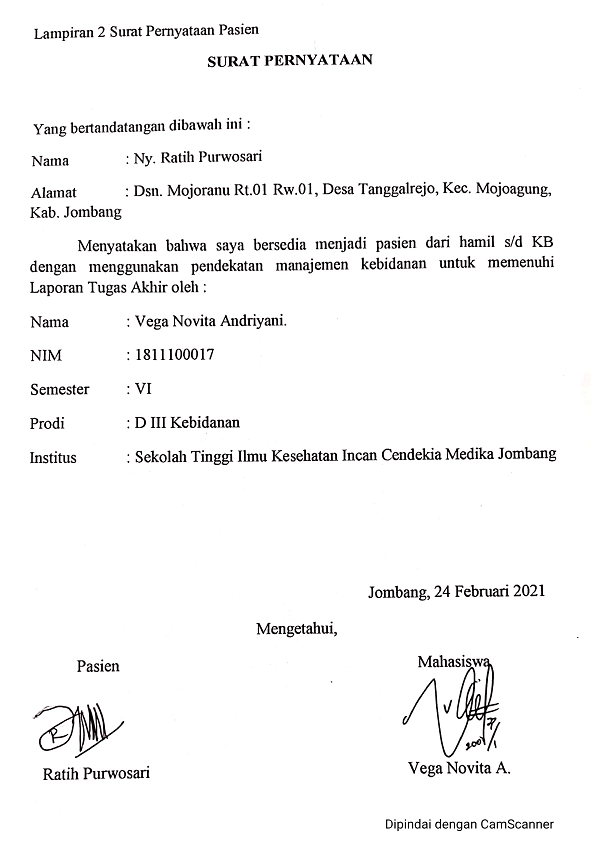 Lampiran 2 Surat Pernyataan Pasien
SURAT PERNYATAAN
Yang bertandatangan dibawah ini :
Nama : Ny. Ratih Purwosari
Alamat : Dsn. Mojoranu Rt.01 Rw.01, Desa Tanggalrejo, Kec. Mojoagung,
Kab. Jombang
Menyatakan bahwa saya bersedia menjadi pasien dari hamil s/d KB
dengan menggunakan pendekatan manajemen kebidanan untuk memenuhi
Laporan Tugas Akhir oleh :
Nama : Vega Novita Andriyani.
NIM : 1811100017
Semester : VI
Prodi : D III Kebidanan
Institus : Sekolah Tinggi Ilmu Kesehatan Incan Cendekia Medika Jombang
Jombang, 24 Februari 2021
Mengetahui,
Pasien
Mahasiswa
Ratih Purwosari
Vega Novita A.
Dipindai dengan CamScanner